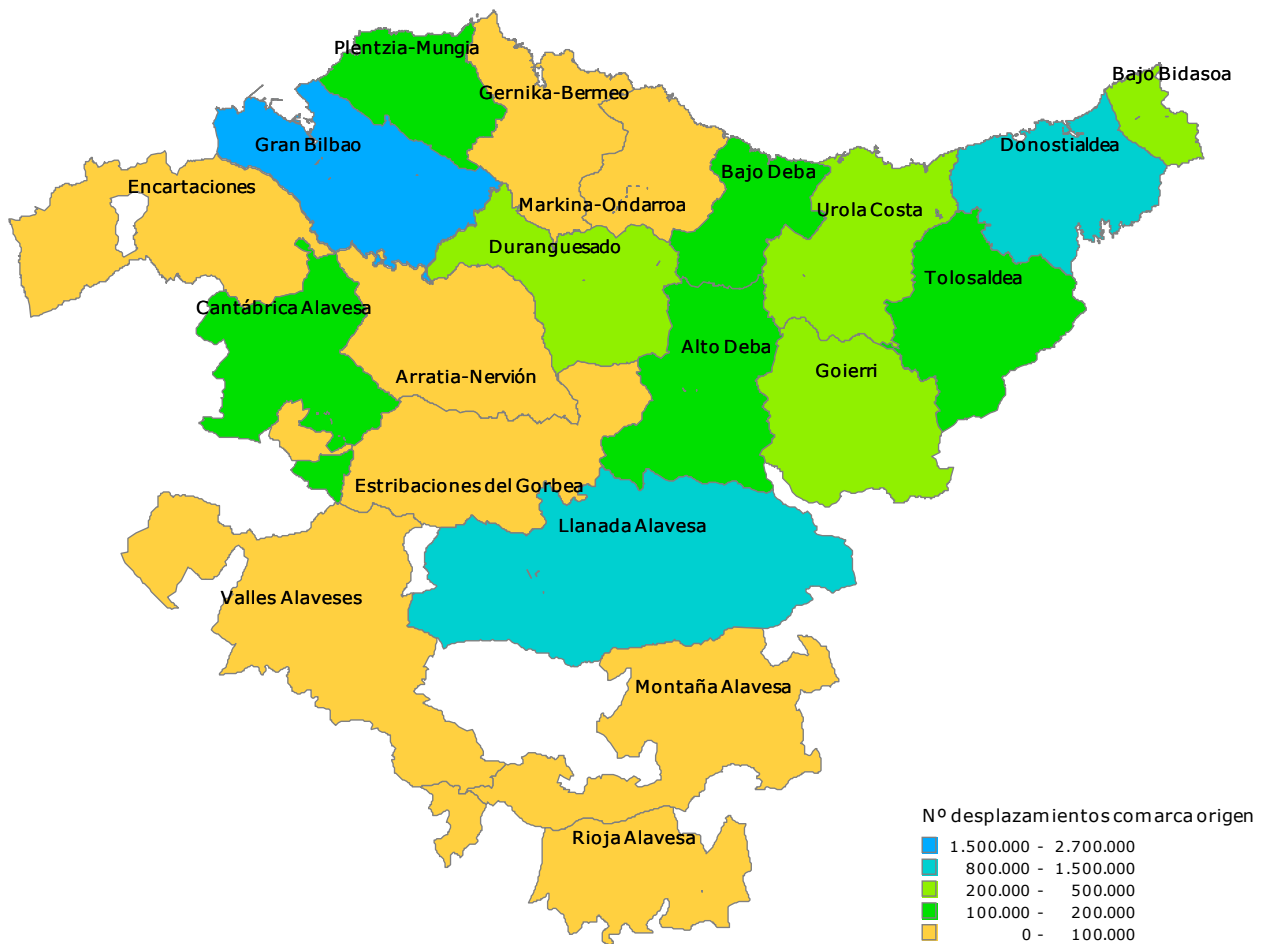 Plentzia-Mungia
Bajo Bidasoa
Gernika-Bermeo
Gran Bilbao
Donostialdea
Bajo Deba
Encartaciones
Markina-Ondarroa
Urola Costa
Duranguesado
Tolosaldea
Cantábrica Alavesa
Alto Deba
Goierri
Arratia-Nervión
Estribaciones del Gorbea
Llanada Alavesa
Valles Alaveses
Montaña Alavesa
Rioja Alavesa
Nº desplazamientos comarca origen
1.500.000 - 2.700.000
800.000 - 1.500.000
200.000 - 500.000
100.000 - 200.000
0 - 100.000